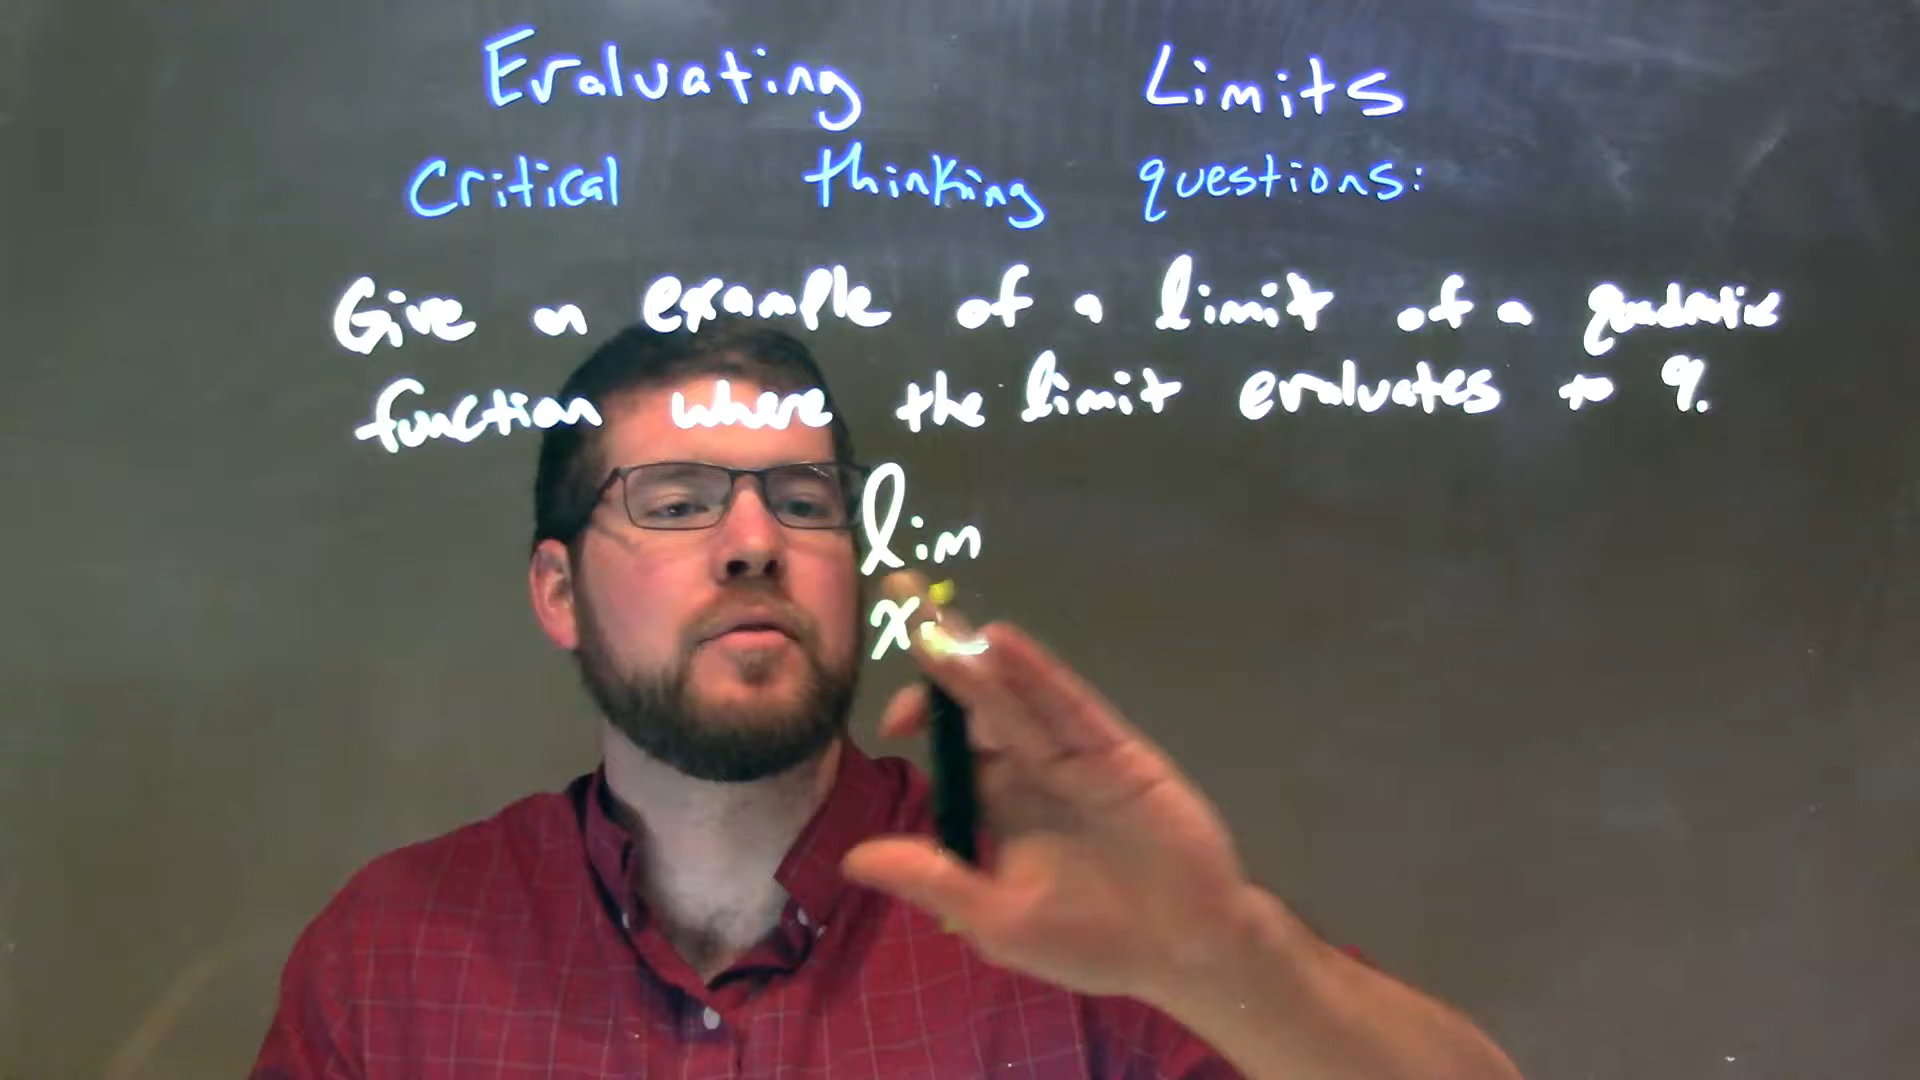 Evaluating Limits
Critical thinking questions:
Give an example of a limit of a quadratic
function where the limit evaluates to 9.
lim
x